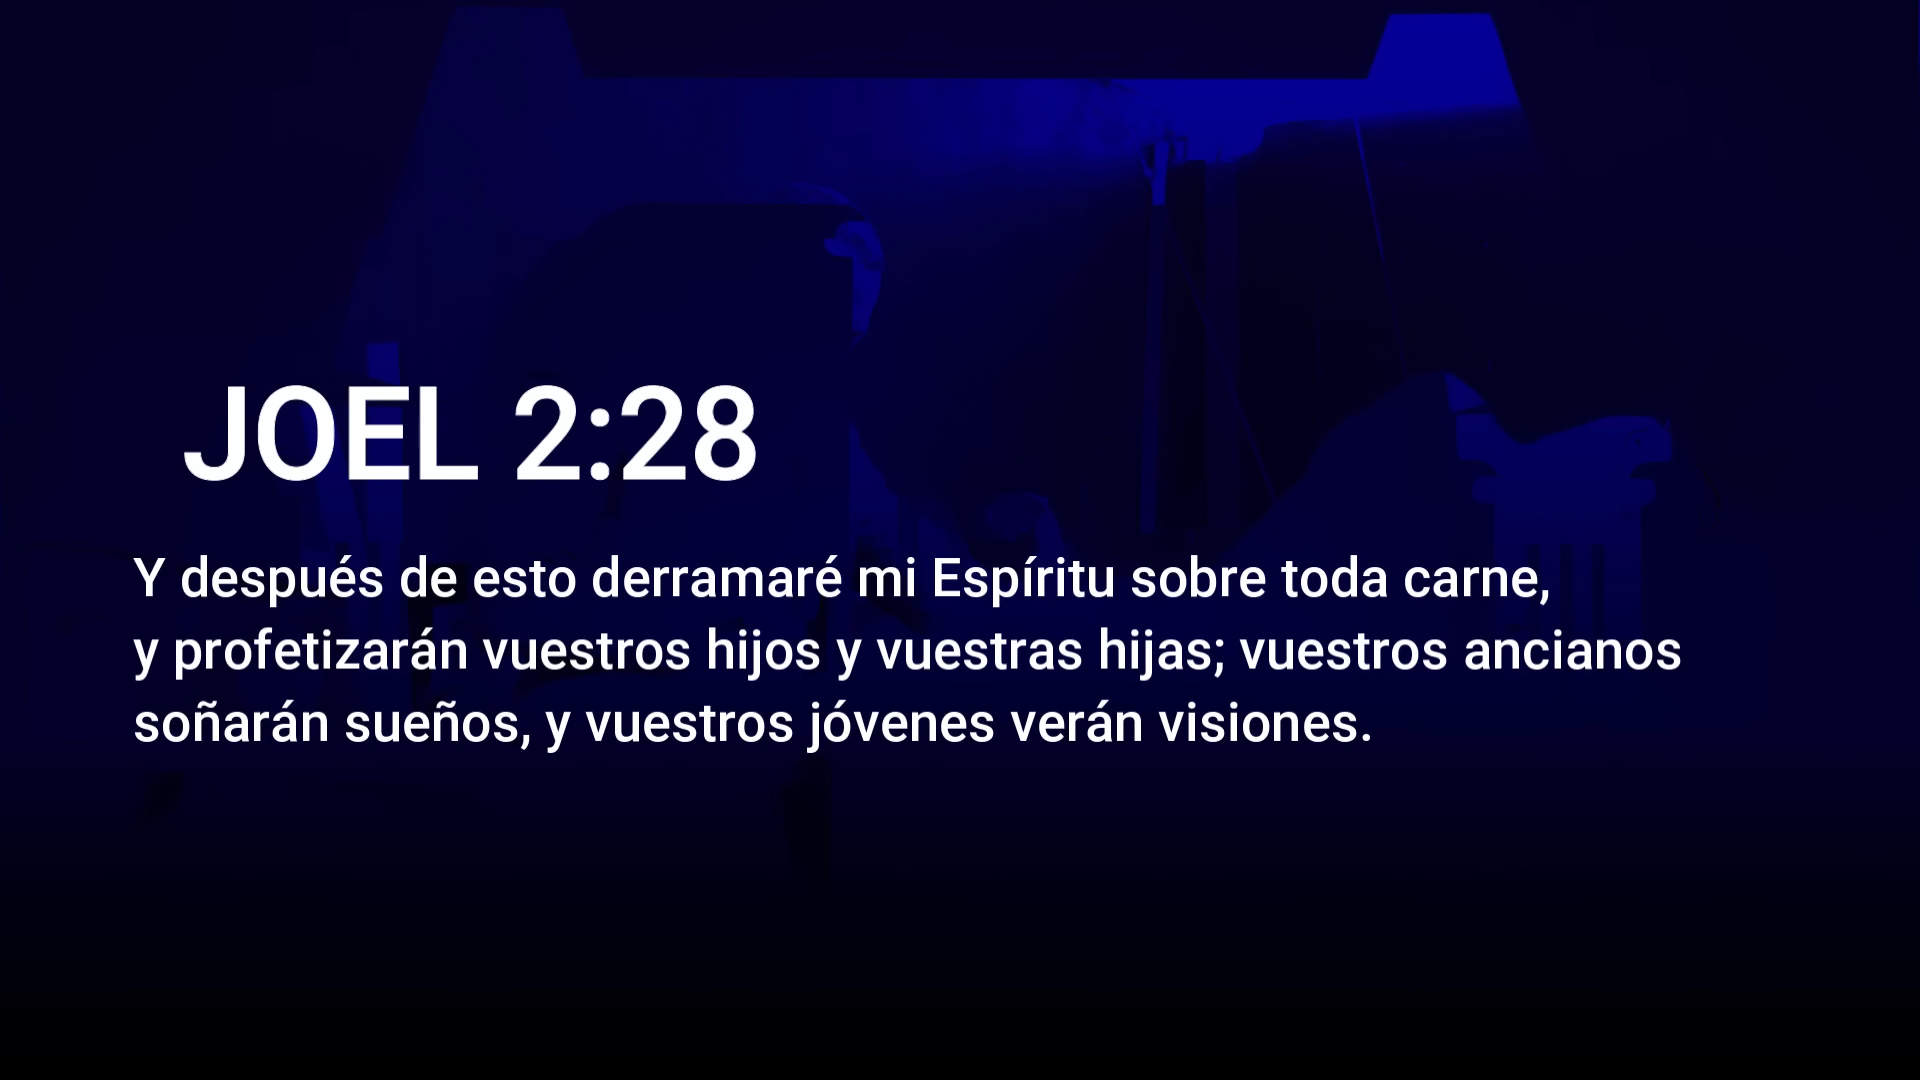 JOEL 2:28
Y después de esto derramaré mi Espíritu sobre toda carne,
y profetizarán vuestros hijos y vuestras hijas; vuestros ancianos
soñarán sueños, y vuestros jóvenes verán visiones.